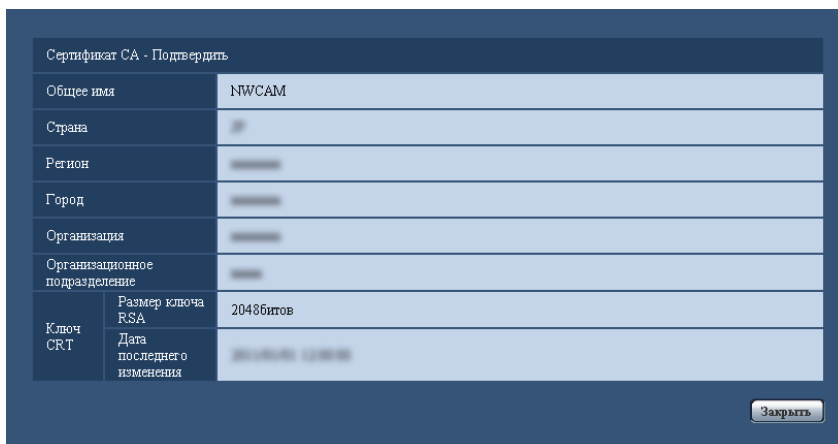 Сертификат CA - Подтвердить
Общее имя
NWCAM
Страна
Регион
Город
Организация
Организационное
подразделение
Ключ
CRT
Размер ключа
RSA
2048битов
Дата
последнего
изменения
Закрыть